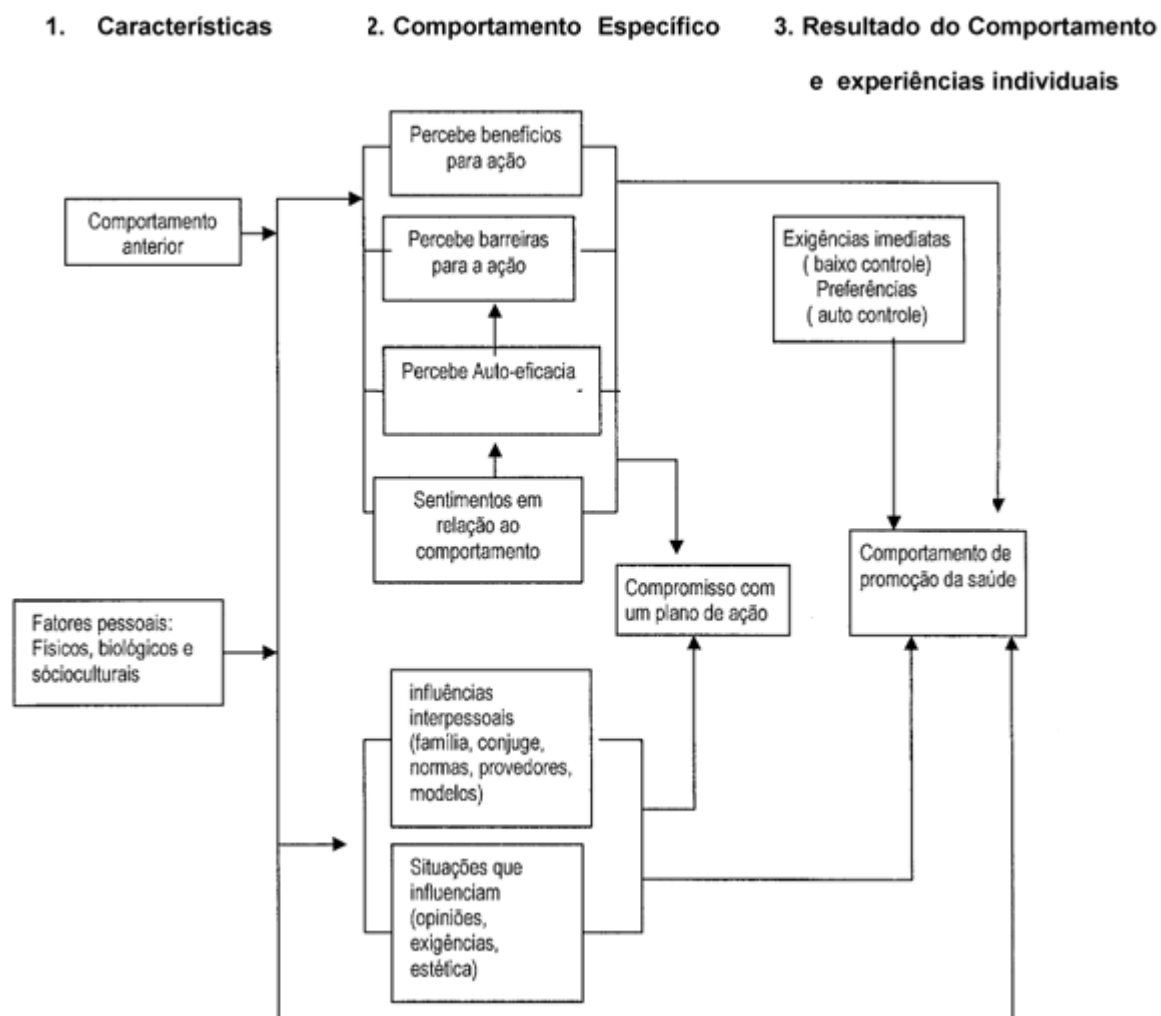 1. Características
2. Comportamento Específico
3. Resultado do Comportamento
e experiências individuais
Percebe benefícios
para ação
Comportamento
anterior
Percebe barreiras
para a ação
Exigências imediatas
( baixo controle)
Preferências
( auto controle)
Percebe Auto-eficacia
Sentimentos em
relação ao
comportamento
Compromisso com
um plano de ação
Comportamento de
promoção da saúde
Fatores pessoais:
Físicos, biológicos e
sócioculturais
influências
interpessoais
(família, conjuge,
normas, provedores,
modelos)
Situações que
influenciam
(opiniões,
exigências,
estética)